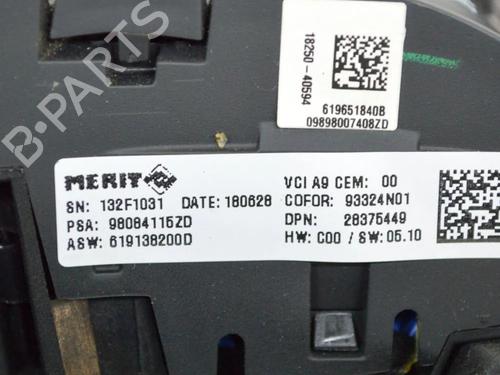 B-PARTS
18250-40594
619651840B
09898007408ZD
MERIT
VCI A9 CEM: 00
SN: 132F1031 DATE: 180628 COFOR: 93324N01
PSA: 98084115ZD DPN: 28375449
ASW: 619138200D HW: C00 / SW: 05.10